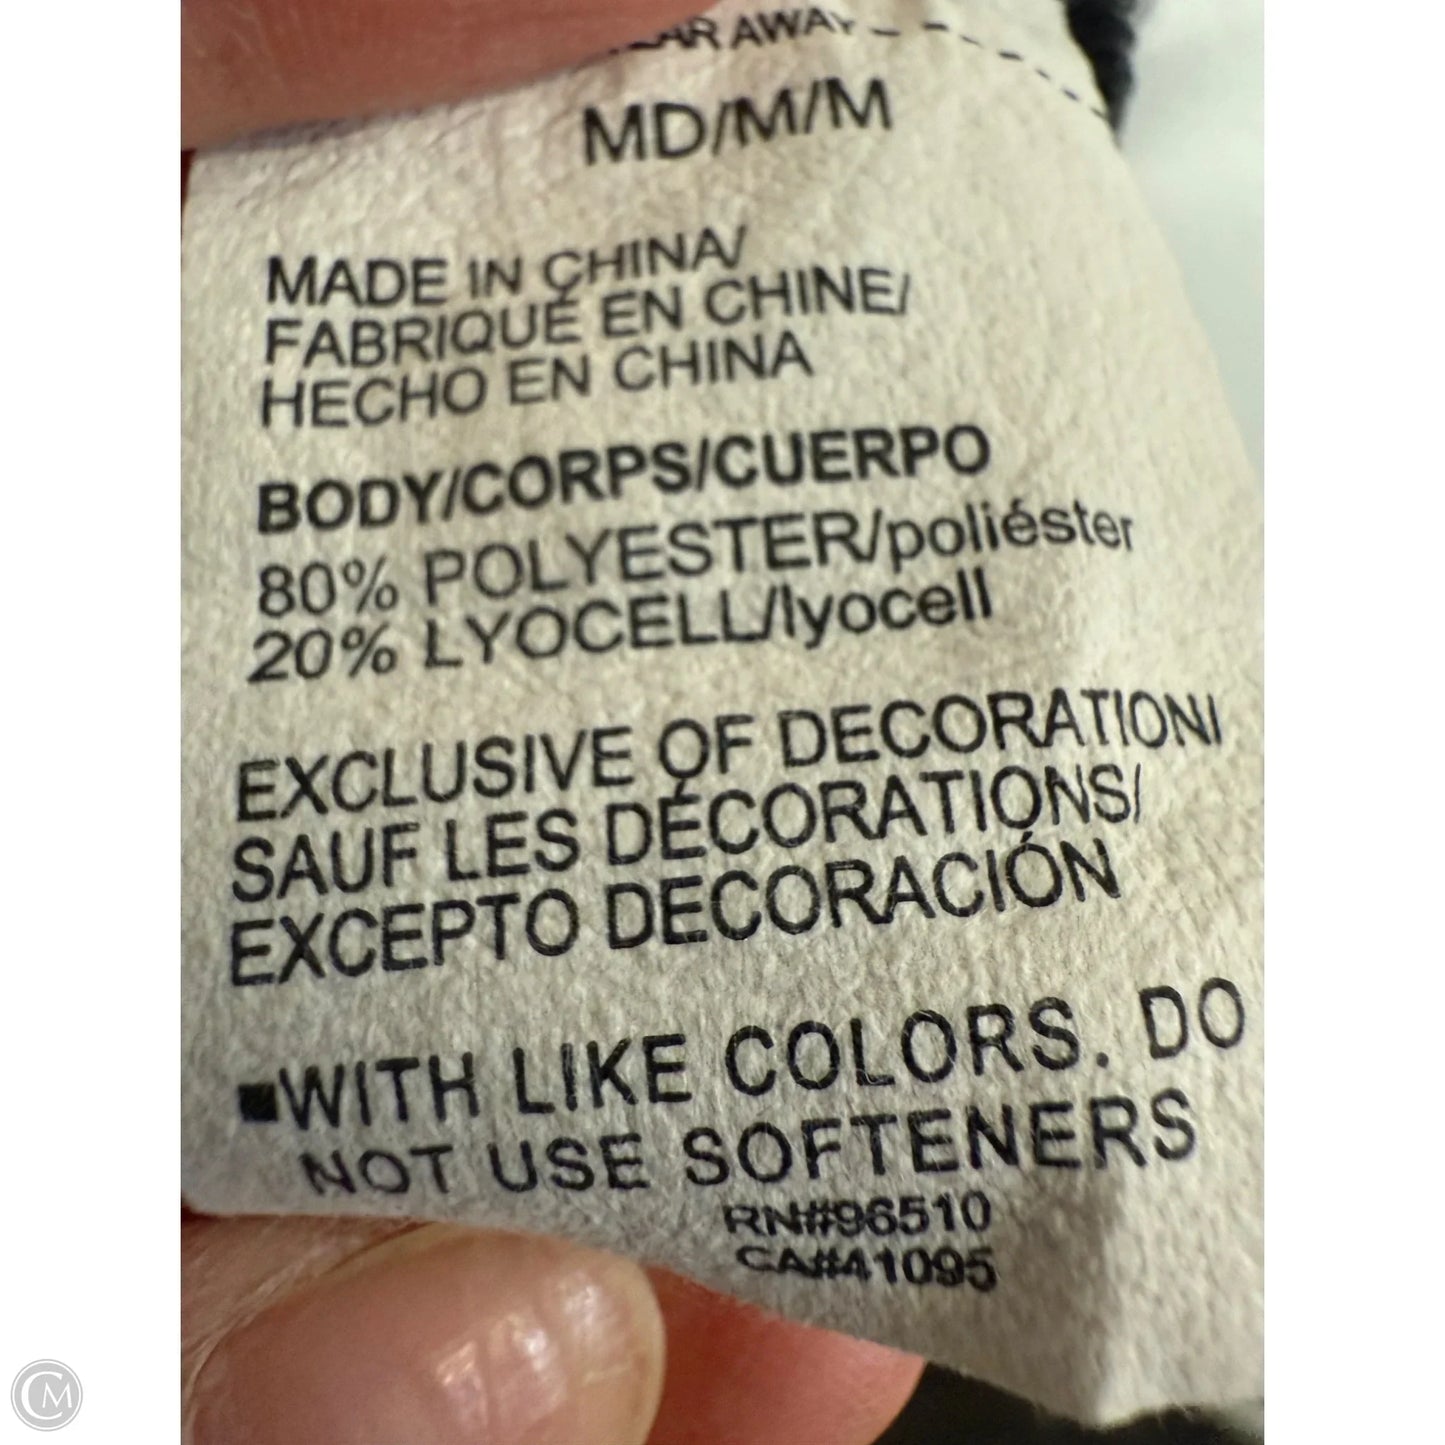 AWAY
MD/M/M
MADE IN CHINA/
FABRIQUÉ EN CHINE/
HECHO EN CHINA
BODY/CORPS/CUERPO
80% POLYESTER/poliéster
20% LYOCELL/lyocell
EXCLUSIVE OF DECORATION/
SAUF LES DÉCORATIONS/
EXCEPTO DECORACIÓN
■WITH LIKE COLORS. DO
NOT USE SOFTENERS
RN#96510
CA#41095
CM